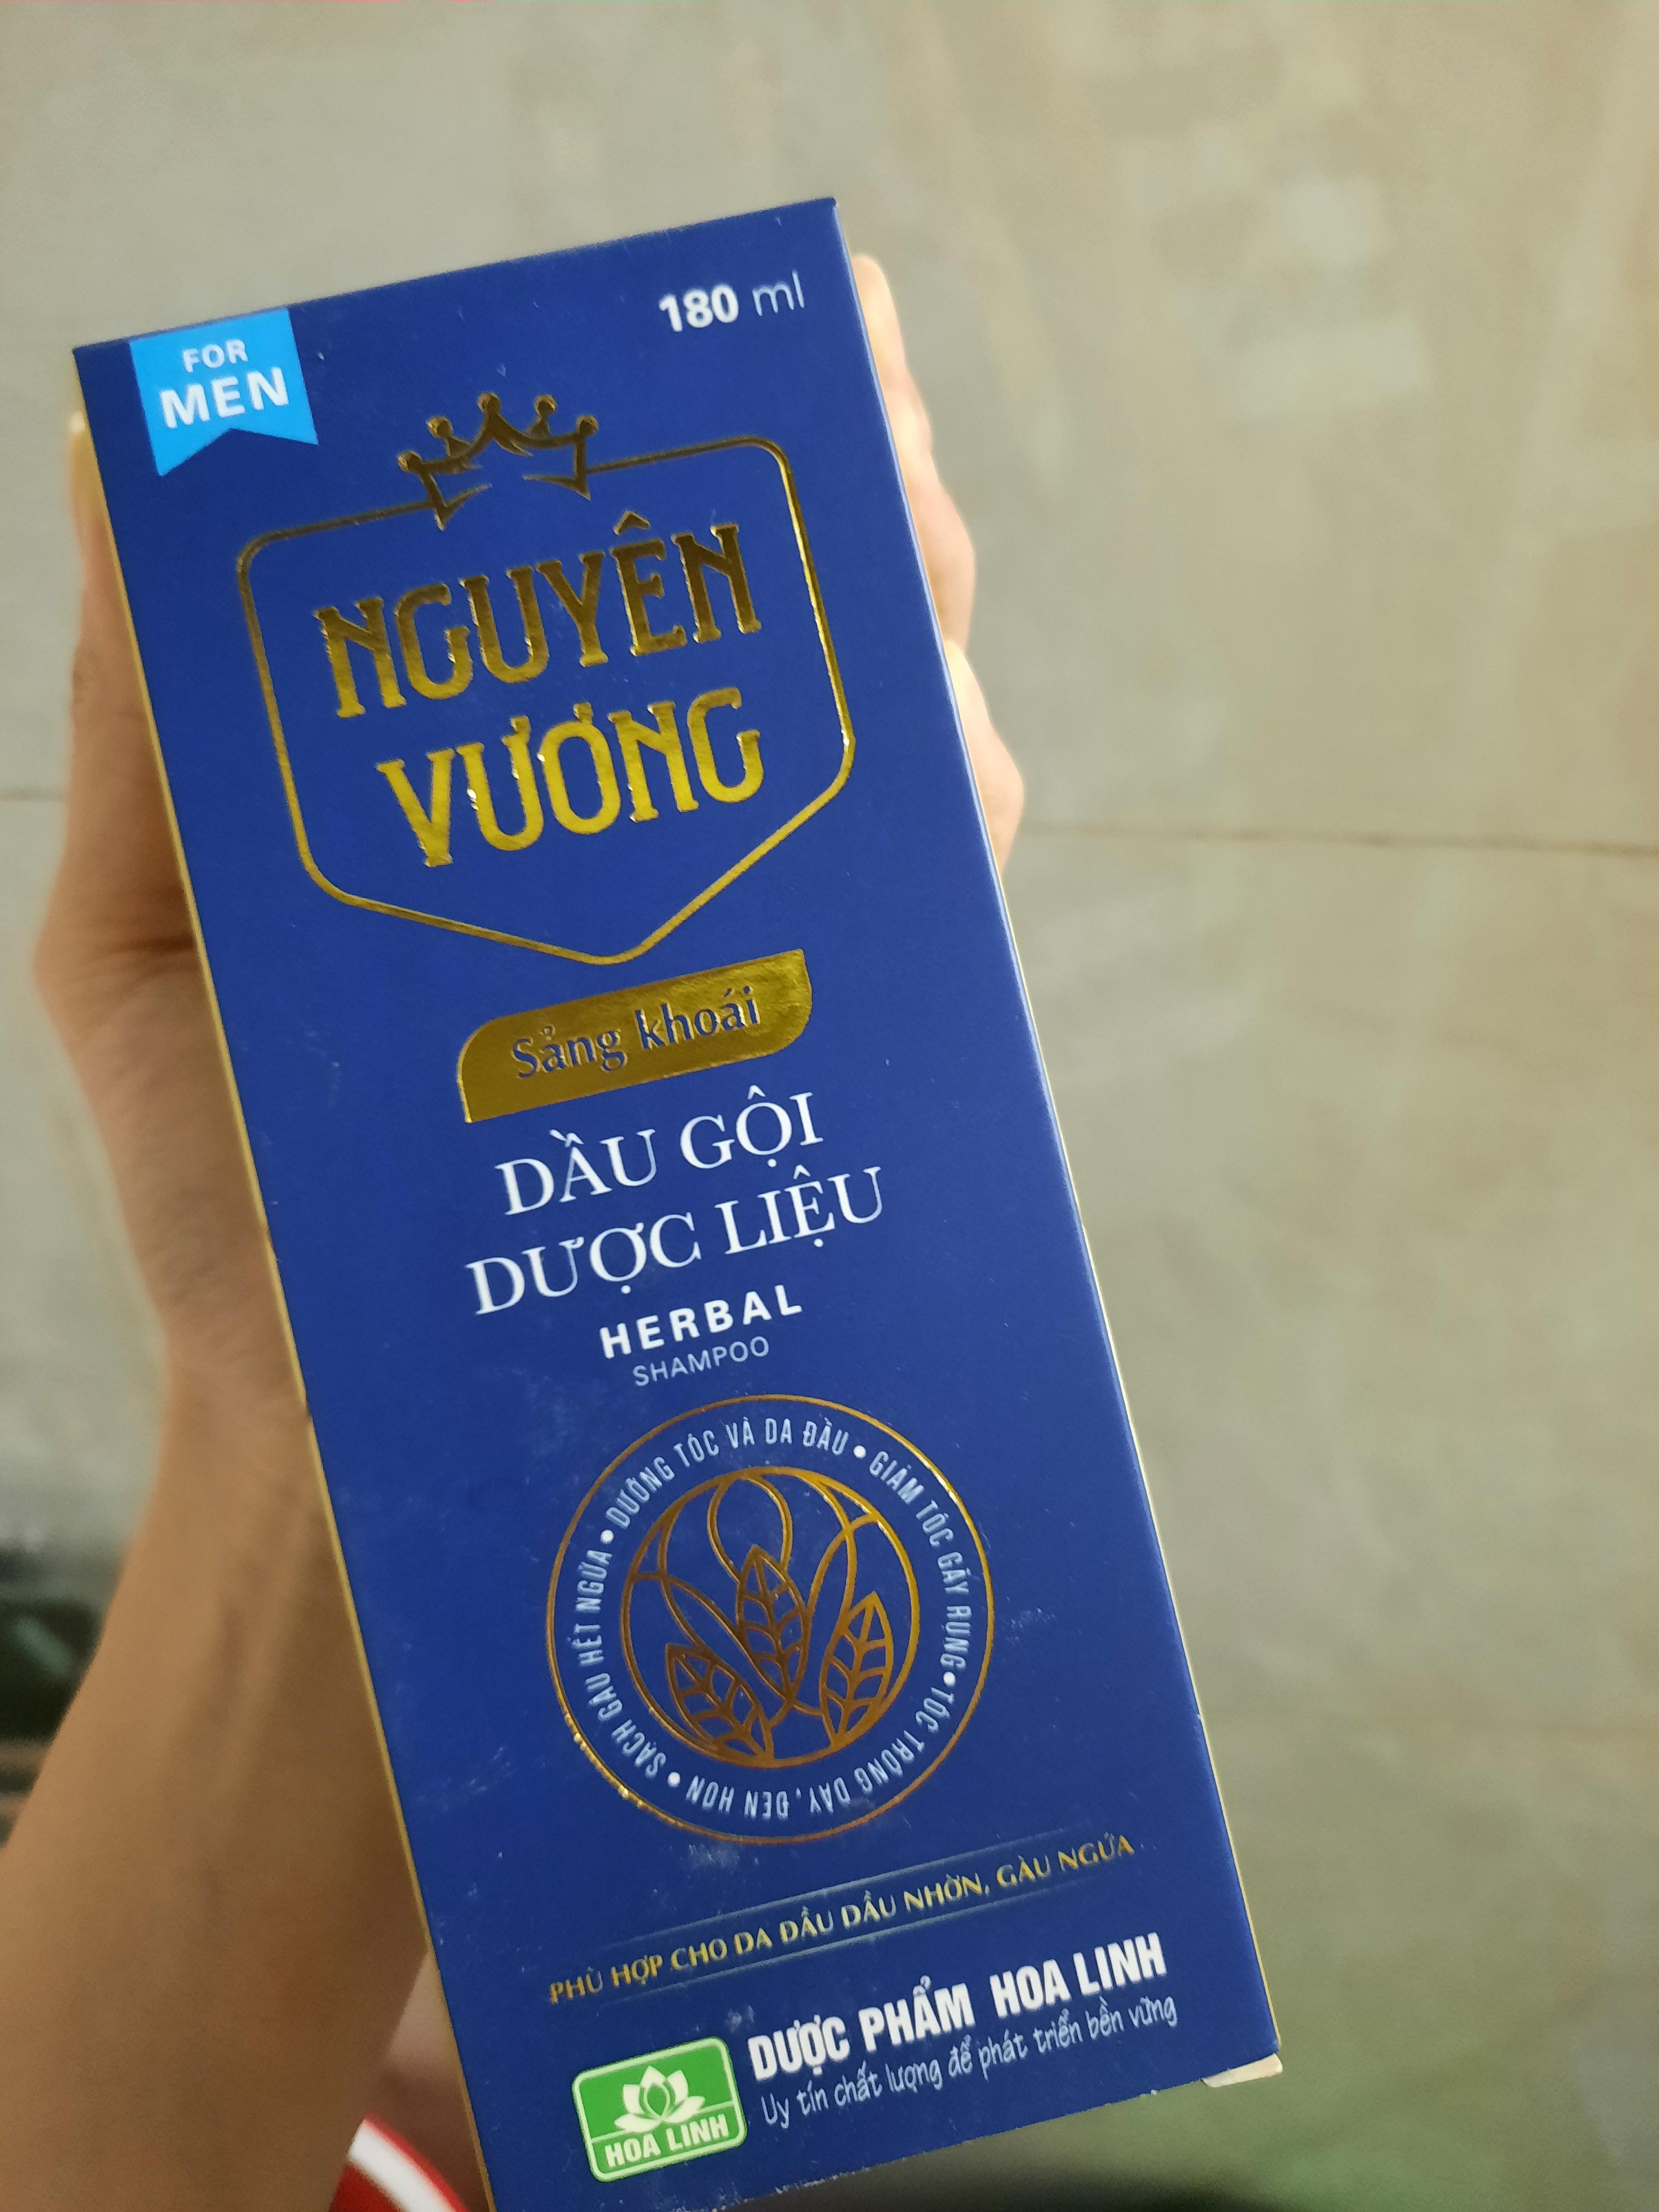 FOR
MEN
180 ml
NGUYÊN
VƯƠNG
Sảng khoái
DẦU GỘI
DƯỢC LIỆU
HERBAL
SHAMPOO
SẠCH GÀU HẾT NGỨA • DƯỠNG TÓC VÀ DA ĐẦU • GIẢM TÓC GÃY RỤNG • TÓC TRÔNG DÀY, ĐEN HƠN •
PHÙ HỢP CHO DA ĐẦU DẦU NHỜN, GÀU NGỨA
DƯỢC PHẨM HOA LINH
Uy tín chất lượng để phát triển bền vững
HOA LINH